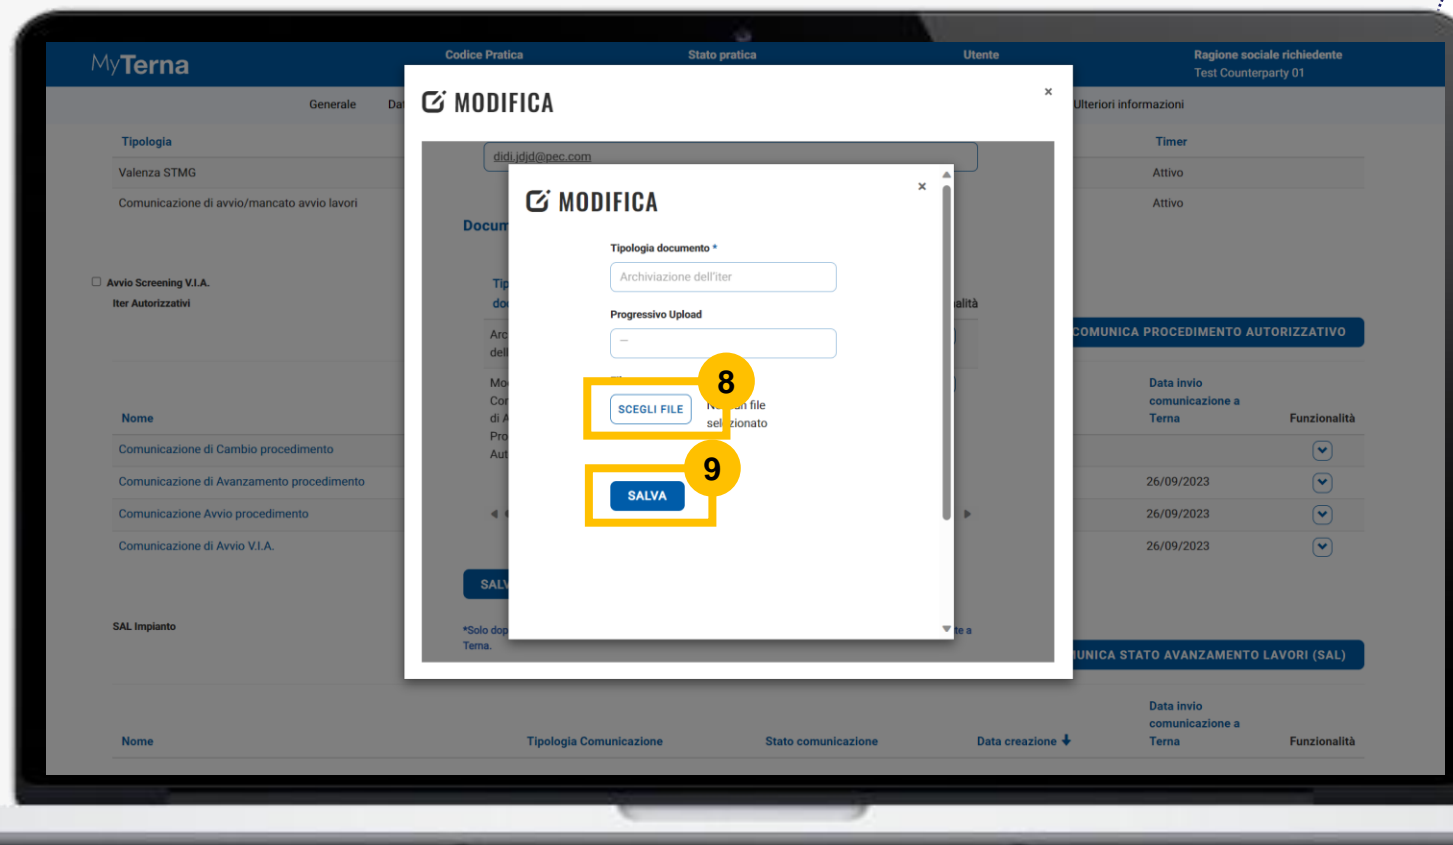 MyTerna
Codice Pratica
Stato pratica
Utente
Ragione sociale richiedente
Test Counterparty 01
Generale
Ulteriori informazioni
MODIFICA
×
Tipologia
Timer
Valenza STMG
Attivo
Comunicazione di avvio/mancato avvio lavori
Attivo
didi.jdjd@pec.com
MODIFICA
×
Tipologia documento *
Archiviazione dell'iter
Progressivo Upload
—
8
SCEGLI FILE
file
selezionato
9
SALVA
Avvio Screening V.I.A.
Iter Autorizzativi
COMUNICA PROCEDIMENTO AUTORIZZATIVO
Nome
Data invio
comunicazione a
Terna
Funzionalità
Comunicazione di Cambio procedimento
Comunicazione di Avanzamento procedimento
26/09/2023
Comunicazione Avvio procedimento
26/09/2023
Comunicazione di Avvio V.I.A.
26/09/2023
SAL Impianto
*Solo dop
te a
Terna.
STATO AVANZAMENTO LAVORI (SAL)
Nome
Tipologia Comunicazione
Stato comunicazione
Data creazione
Data invio
comunicazione a
Terna
Funzionalità